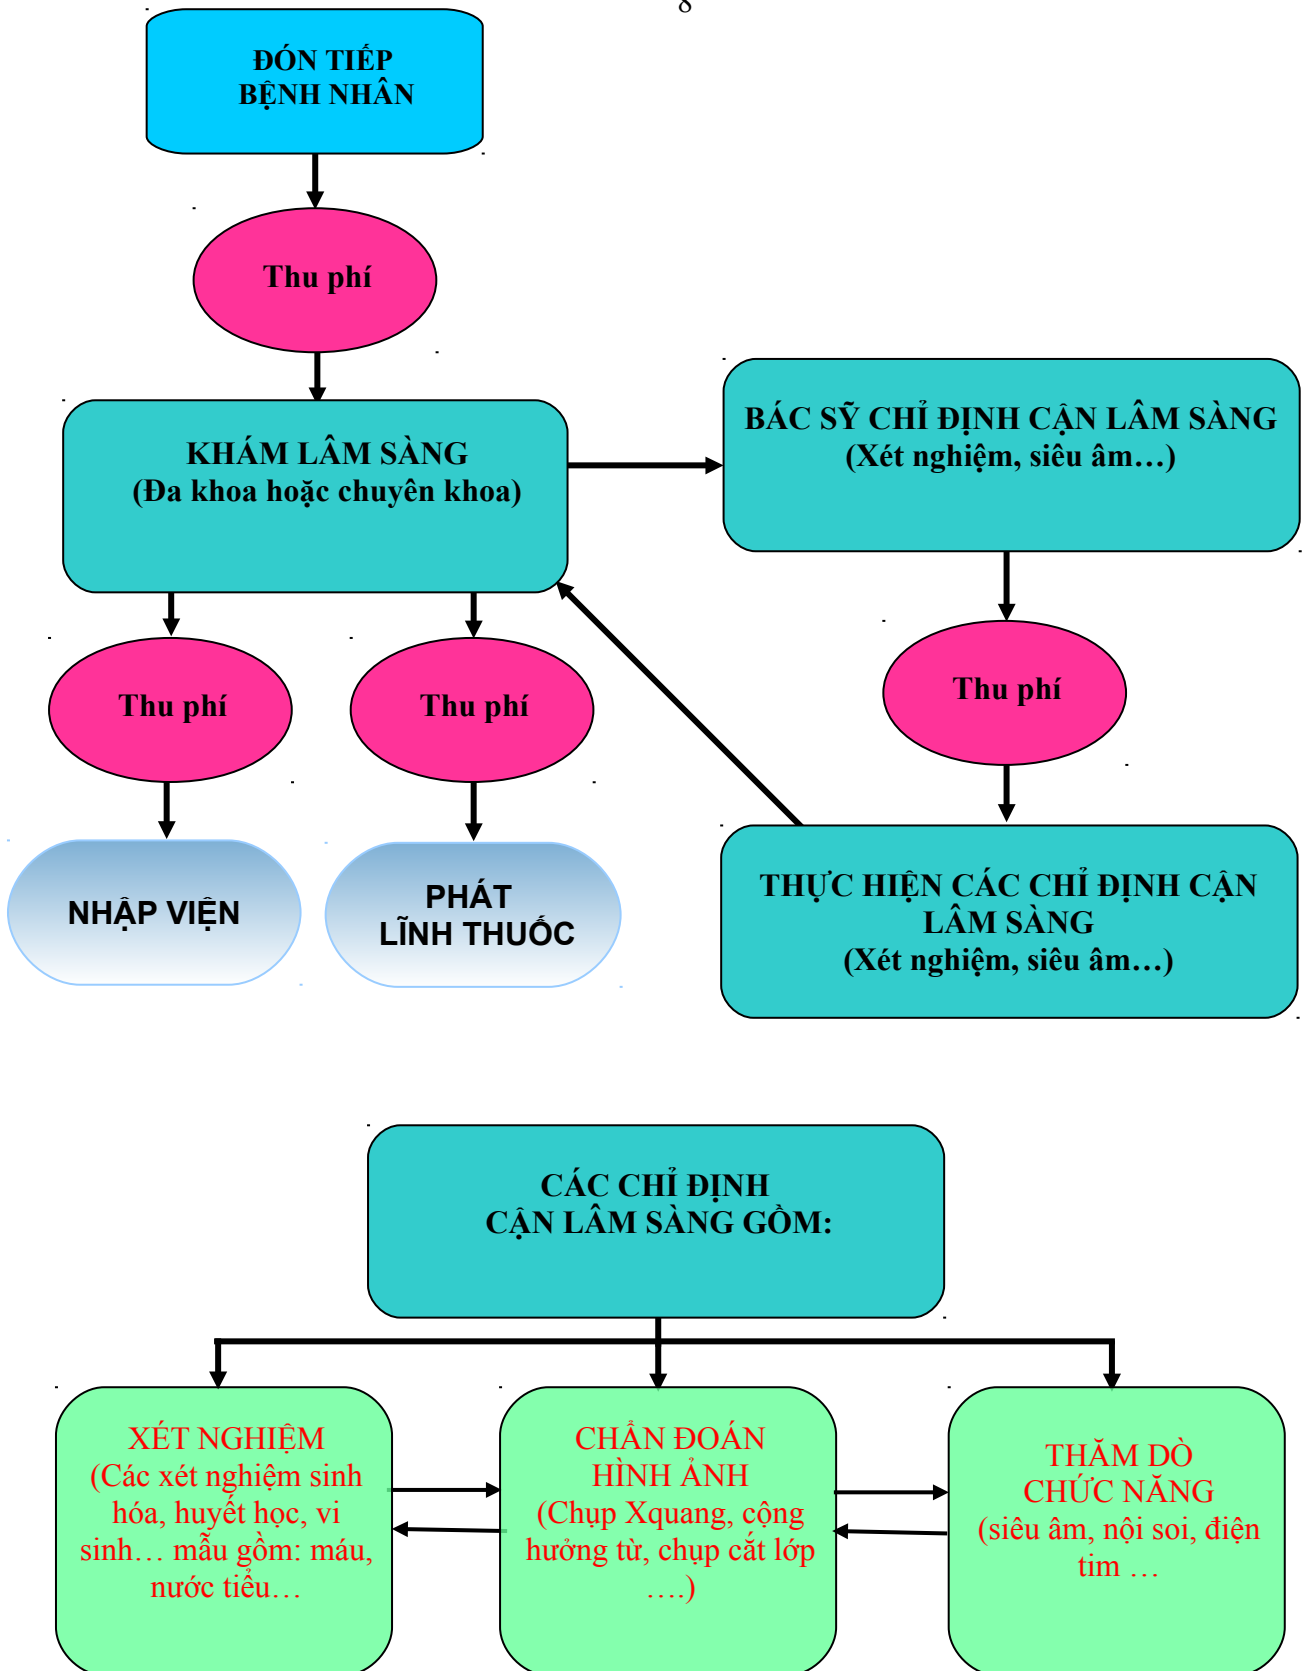 8
ĐÓN TIẾP
BỆNH NHÂN
Thu phí
KHÁM LÂM SÀNG
(Đa khoa hoặc chuyên khoa)
BÁC SỸ CHỈ ĐỊNH CẬN LÂM SÀNG
(Xét nghiệm, siêu âm…)
Thu phí
Thu phí
Thu phí
NHẬP VIỆN
PHÁT
LĨNH THUỐC
THỰC HIỆN CÁC CHỈ ĐỊNH CẬN
LÂM SÀNG
(Xét nghiệm, siêu âm…)
CÁC CHỈ ĐỊNH
CẬN LÂM SÀNG GỒM:
XÉT NGHIỆM
(Các xét nghiệm sinh
hóa, huyết học, vi
sinh… mẫu gồm: máu,
nước tiểu…
CHẨN ĐOÁN
HÌNH ẢNH
(Chụp Xquang, cộng
hưởng từ, chụp cắt lớp
….)
THĂM DÒ
CHỨC NĂNG
(siêu âm, nội soi, điện
tim …